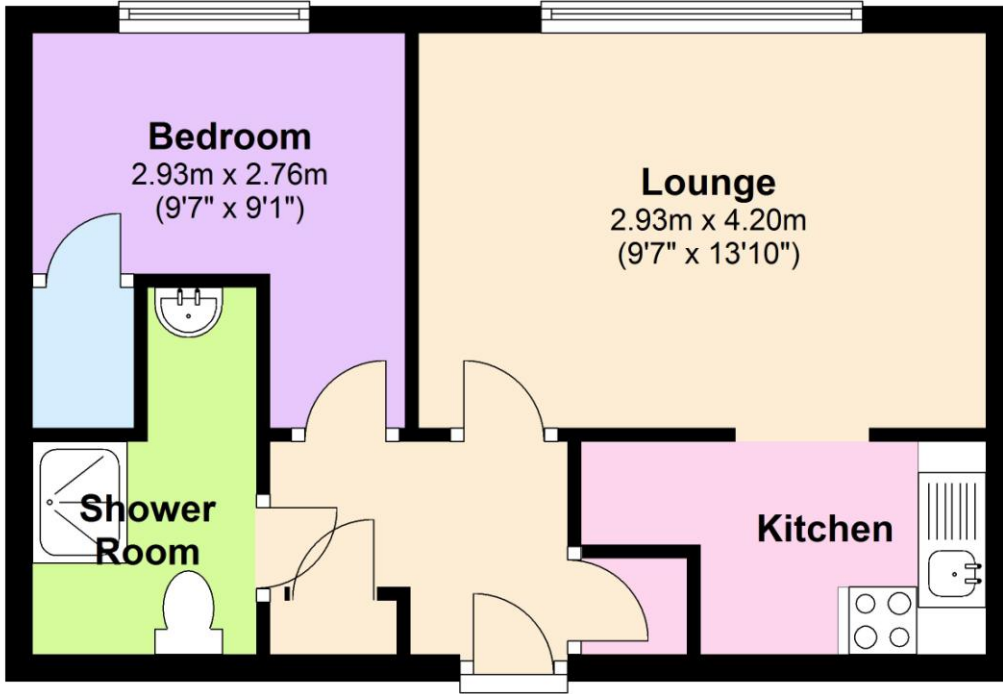 Bedroom
2.93m x 2.76m
(9'7" x 9'1")
Lounge
2.93m x 4.20m
(9'7" x 13'10")
Shower
Room
Kitchen